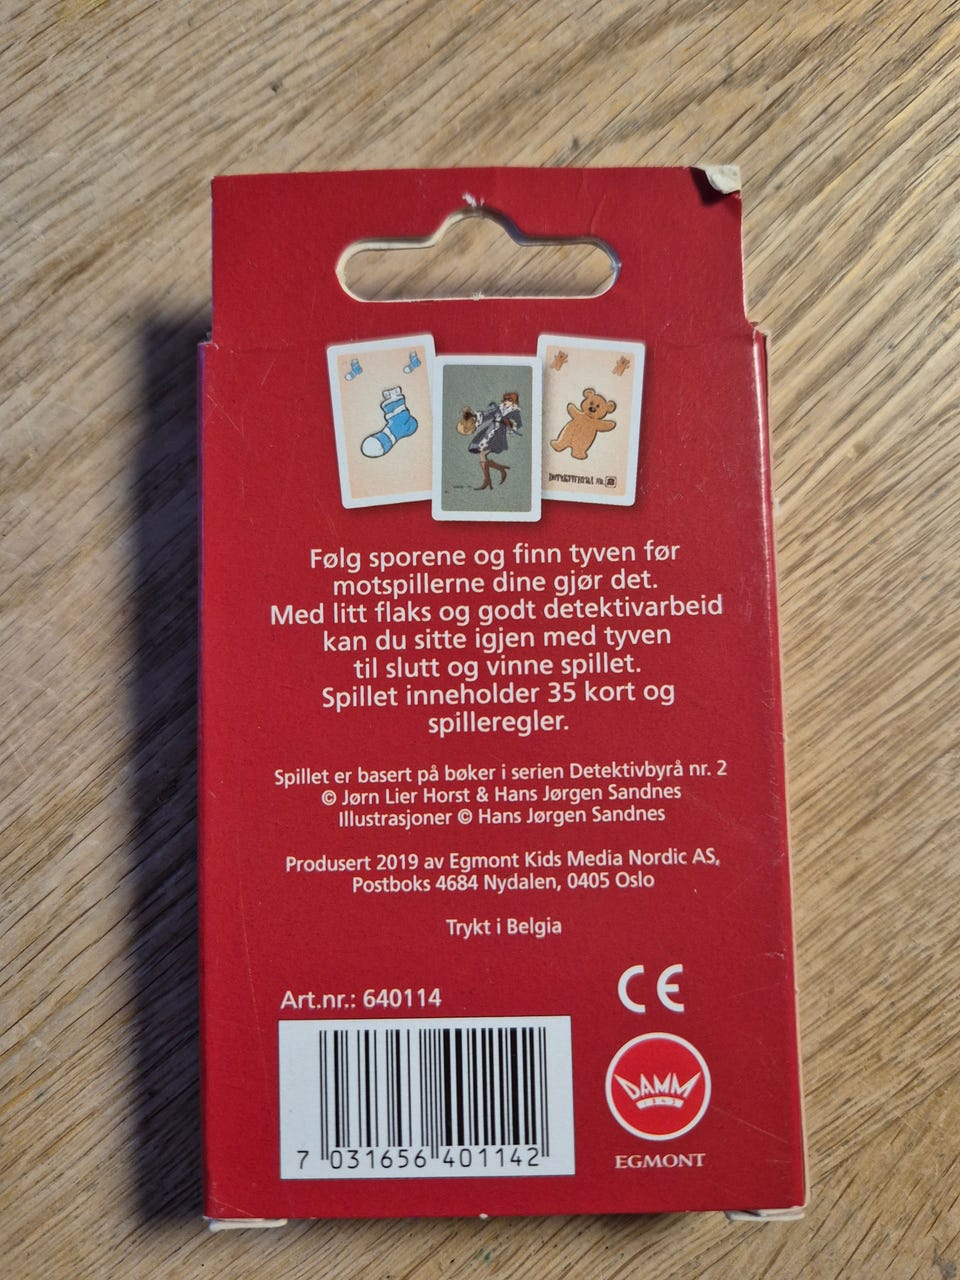 DETEKTIVBYRÅ NR. 2
Følg sporene og finn tyven før
motspillerne dine gjør det.
Med litt flaks og godt detektivarbeid
kan du sitte igjen med tyven
til slutt og vinne spillet.
Spillet inneholder 35 kort og
spilleregler.
Spillet er basert på bøker i serien Detektivbyrå nr. 2
© Jørn Lier Horst & Hans Jørgen Sandnes
Illustrasjoner © Hans Jørgen Sandnes
Produsert 2019 av Egmont Kids Media Nordic AS,
Postboks 4684 Nydalen, 0405 Oslo
Trykt i Belgia
Art.nr.: 640114
CE
7 031656 401142
DAMM
1843
EGMONT